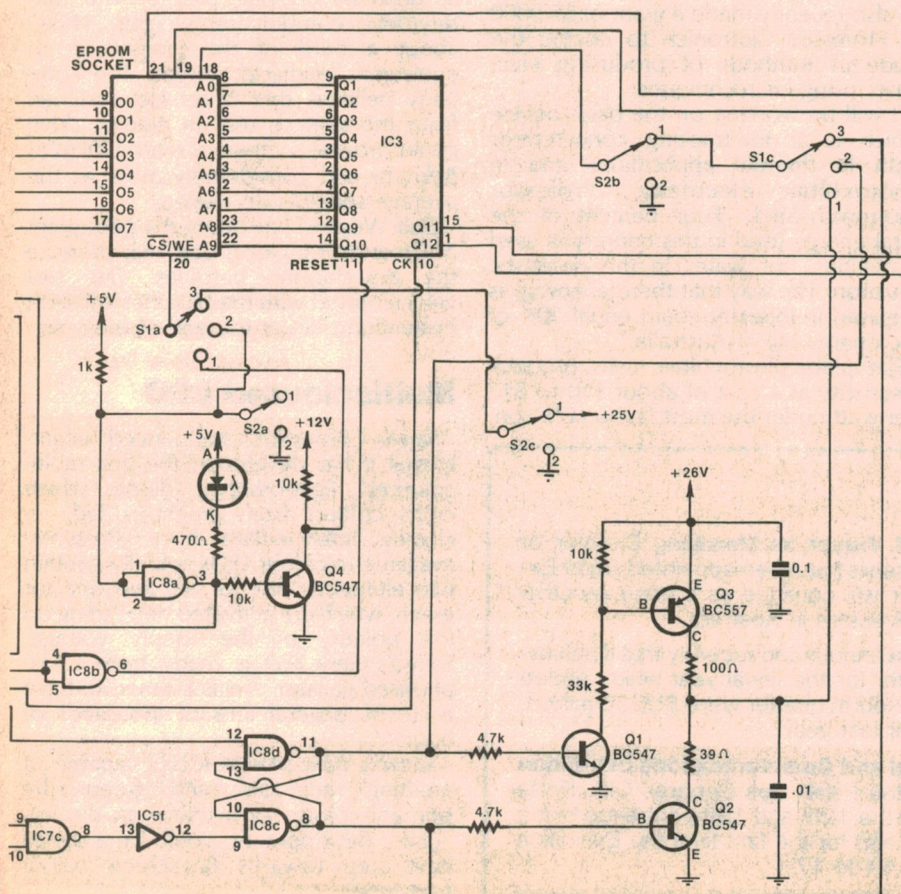 EPROM
SOCKET
21 19 18
9 O0
10 O1
11 O2
13 O3
14 O4
15 O5
16 O6
17 O7
A0 8
A1 7
A2 6
A3 5
A4 4
A5 3
A6 2
A7 1
A8 23
CS/WE A9 22
20
9 Q1
7 Q2
6 Q3
5 Q4
3 Q5
2 Q6
4 Q7
13 Q8
12 Q9
14 Q10
IC3
Q11 15
Q12 1
RESET 11
CK 10
S2b
1
2
S1c
3
2
1
+5V
1k
S1a
3
2
1
S2a
1
2
+12V
10k
+5V
A
λ
K
470Ω
10k
Q4
BC547
1
2
IC8a
3
S2c
1
+25V
2
4
5
IC8b
6
+26V
10k
0.1
B
E
Q3
BC557
C
100Ω
33k
39Ω
.01
Q1
BC547
C
Q2
BC547
E
12
13
IC8d
11
4.7k
10
9
IC8c
8
4.7k
9
10
IC7c
8
13
IC5f
12